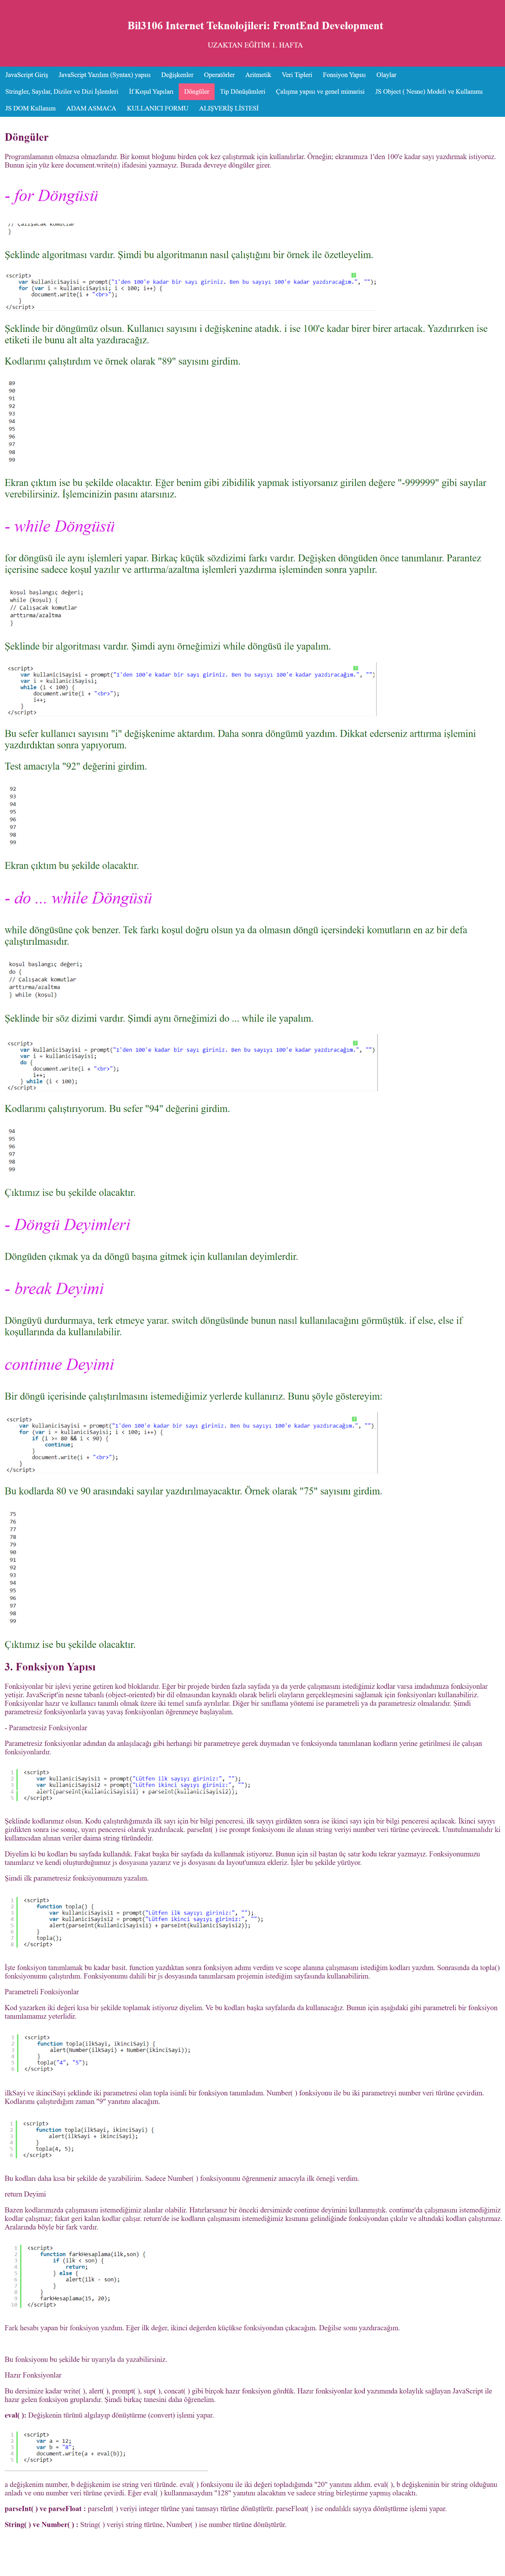 Bil3106 Internet Teknolojileri: FrontEnd Development
UZAKTAN EĞİTİM 1. HAFTA
JavaScript Giriş JavaScript Yazılım (Syntax) yapısı Değişkenler Operatörler Aritmetik Veri Tipleri Fonsiyon Yapısı Olaylar
Stringler, Sayılar, Diziler ve Dizi İşlemleri İf Koşul Yapıları Döngüler Tip Dönüşümleri Çalışma yapısı ve genel mimarisi JS Object ( Nesne) Modeli ve Kullanımı
JS DOM Kullanım ADAM ASMACA KULLANICI FORMU ALIŞVERİŞ LİSTESİ
Döngüler
Programlamanın olmazsa olmazlarıdır. Bir komut bloğunu birden çok kez çalıştırmak için kullanılırlar. Örneğin; ekranımıza 1'den 100'e kadar sayı yazdırmak istiyoruz.
Bunun için yüz kere document.write(n) ifadesini yazmayız. Burada devreye döngüler girer.
- for Döngüsü
// Çalışacak komutlar
}
Şeklinde algoritması vardır. Şimdi bu algoritmanın nasıl çalıştığını bir örnek ile özetleyelim.
<script>
var kullaniciSayisi = prompt("1'den 100'e kadar bir sayı giriniz. Ben bu sayıyı 100'e kadar yazdıracağım.", "");
for (var i = kullaniciSayisi; i < 100; i++) {
document.write(i + "<br>");
}
</script>
Şeklinde bir döngümüz olsun. Kullanıcı sayısını i değişkenine atadık. i ise 100'e kadar birer birer artacak. Yazdırırken ise
etiketi ile bunu alt alta yazdıracağız.
Kodlarımı çalıştırdım ve örnek olarak "89" sayısını girdim.
89
90
91
92
93
94
95
96
97
98
99
Ekran çıktım ise bu şekilde olacaktır. Eğer benim gibi zibidilik yapmak istiyorsanız girilen değere "-999999" gibi sayılar
verebilirsiniz. İşlemcinizin pasını atarsınız.
- while Döngüsü
for döngüsü ile aynı işlemleri yapar. Birkaç küçük sözdizimi farkı vardır. Değişken döngüden önce tanımlanır. Parantez
içerisine sadece koşul yazılır ve arttırma/azaltma işlemleri yazdırma işleminden sonra yapılır.
koşul başlangıç değeri;
while (koşul) {
// Calışacak komutlar
arttırma/azaltma
}
Şeklinde bir algoritması vardır. Şimdi aynı örneğimizi while döngüsü ile yapalım.
<script>
var kullaniciSayisi = prompt("1'den 100'e kadar bir sayı giriniz. Ben bu sayıyı 100'e kadar yazdıracağım.", "");
var i = kullaniciSayisi;
while (i < 100) {
document.write(i + "<br>");
i++;
}
</script>
Bu sefer kullanıcı sayısını "i" değişkenime aktardım. Daha sonra döngümü yazdım. Dikkat ederseniz arttırma işlemini
yazdırdıktan sonra yapıyorum.
Test amacıyla "92" değerini girdim.
92
93
94
95
96
97
98
99
Ekran çıktım bu şekilde olacaktır.
- do ... while Döngüsü
while döngüsüne çok benzer. Tek farkı koşul doğru olsun ya da olmasın döngü içersindeki komutların en az bir defa
çalıştırılmasıdır.
koşul başlangıç değeri;
do {
// Calışacak komutlar
arttırma/azaltma
} while (koşul)
Şeklinde bir söz dizimi vardır. Şimdi aynı örneğimizi do ... while ile yapalım.
<script>
var kullaniciSayisi = prompt("1'den 100'e kadar bir sayı giriniz. Ben bu sayıyı 100'e kadar yazdıracağım.", "")
var i = kullaniciSayisi;
do {
document.write(i + "<br>");
i++;
} while (i < 100);
</script>
Kodlarımı çalıştırıyorum. Bu sefer "94" değerini girdim.
94
95
96
97
98
99
Çıktımız ise bu şekilde olacaktır.
- Döngü Deyimleri
Döngüden çıkmak ya da döngü başına gitmek için kullanılan deyimlerdir.
- break Deyimi
Döngüyü durdurmaya, terk etmeye yarar. switch döngüsünde bunun nasıl kullanılacağını görmüştük. if else, else if
koşullarında da kullanılabilir.
continue Deyimi
Bir döngü içerisinde çalıştırılmasını istemediğimiz yerlerde kullanırız. Bunu şöyle göstereyim:
<script>
var kullaniciSayisi = prompt("1'den 100'e kadar bir sayı giriniz. Ben bu sayıyı 100'e kadar yazdıracağım.", "")
for (var i = kullaniciSayisi; i < 100; i++) {
if (i >= 80 && i < 90) {
continue;
}
document.write(i + "<br>");
}
</script>
Bu kodlarda 80 ve 90 arasındaki sayılar yazdırılmayacaktır. Örnek olarak "75" sayısını girdim.
75
76
77
78
79
90
91
92
93
94
95
96
97
98
99
Çıktımız ise bu şekilde olacaktır.
3. Fonksiyon Yapısı
Fonksiyonlar bir işlevi yerine getiren kod bloklarıdır. Eğer bir projede birden fazla sayfada ya da yerde çalışmasını istediğimiz kodlar varsa imdadımıza fonksiyonlar
yetişir. JavaScript'in nesne tabanlı (object-oriented) bir dil olmasından kaynaklı olarak belirli olayların gerçekleşmesini sağlamak için fonksiyonları kullanabiliriz.
Fonksiyonlar hazır ve kullanıcı tanımlı olmak üzere iki temel sınıfa ayrılırlar. Diğer bir sınıflama yöntemi ise parametreli ya da parametresiz olmalarıdır. Şimdi
parametresiz fonksiyonlarla yavaş yavaş fonksiyonları öğrenmeye başlayalım.
- Parametresiz Fonksiyonlar
Parametresiz fonksiyonlar adından da anlaşılacağı gibi herhangi bir parametreye gerek duymadan ve fonksiyonda tanımlanan kodların yerine getirilmesi ile çalışan
fonksiyonlardır.
1 <script>
2 var kullaniciSayisi1 = prompt("Lütfen ilk sayıyı giriniz:", "");
3 var kullaniciSayisi2 = prompt("Lütfen ikinci sayıyı giriniz:", "");
4 alert(parseInt(kullaniciSayisi1) + parseInt(kullaniciSayisi2));
5 </script>
Şeklinde kodlarımız olsun. Kodu çalıştırdığımızda ilk sayı için bir bilgi penceresi, ilk sayıyı girdikten sonra ise ikinci sayı için bir bilgi penceresi açılacak. İkinci sayıyı
girdikten sonra ise sonuç, uyarı penceresi olarak yazdırılacak. parseInt( ) ise prompt fonksiyonu ile alınan string veriyi number veri türüne çevirecek. Unutulmamalıdır ki
kullanıcıdan alınan veriler daima string türündedir.
Diyelim ki bu kodları bu sayfada kullandık. Fakat başka bir sayfada da kullanmak istiyoruz. Bunun için sil baştan üç satır kodu tekrar yazmayız. Fonksiyonumuzu
tanımlarız ve kendi oluşturduğumuz js dosyasına yazarız ve js dosyasını da layout'umuza ekleriz. İşler bu şekilde yürüyor.
Şimdi ilk parametresiz fonksiyonumuzu yazalım.
1 <script>
2 function topla() {
3 var kullaniciSayisi1 = prompt("Lütfen ilk sayıyı giriniz:", "");
4 var kullaniciSayisi2 = prompt("Lütfen ikinci sayıyı giriniz:", "");
5 alert(parseInt(kullaniciSayisi1) + parseInt(kullaniciSayisi2));
6 }
7 topla();
8 </script>
İşte fonksiyon tanımlamak bu kadar basit. function yazdıktan sonra fonksiyon adımı verdim ve scope alanına çalışmasını istediğim kodları yazdım. Sonrasında da topla()
fonksiyonumu çalıştırdım. Fonksiyonumu dahili bir js dosyasında tanımlarsam projemin istediğim sayfasında kullanabilirim.
Parametreli Fonksiyonlar
Kod yazarken iki değeri kısa bir şekilde toplamak istiyoruz diyelim. Ve bu kodları başka sayfalarda da kullanacağız. Bunun için aşağıdaki gibi parametreli bir fonksiyon
tanımlamamız yeterlidir.
1 <script>
2 function topla(ilkSayi, ikinciSayi) {
3 alert(Number(ilkSayi) + Number(ikinciSayi));
4 }
5 topla("4", "5");
6 </script>
ilkSayi ve ikinciSayi şeklinde iki parametresi olan topla isimli bir fonksiyon tanımladım. Number( ) fonksiyonu ile bu iki parametreyi number veri türüne çevirdim.
Kodlarımı çalıştırdığım zaman "9" yanıtını alacağım.
1 <script>
2 function topla(ilkSayi, ikinciSayi) {
3 alert(ilkSayi + ikinciSayi);
4 }
5 topla(4, 5);
6 </script>
Bu kodları daha kısa bir şekilde de yazabilirim. Sadece Number( ) fonksiyonunu öğrenmeniz amacıyla ilk örneği verdim.
return Deyimi
Bazen kodlarımızda çalışmasını istemediğimiz alanlar olabilir. Hatırlarsanız bir önceki dersimizde continue deyimini kullanmıştık. continue'da çalışmasını istemediğimiz
kodlar çalışmaz; fakat geri kalan kodlar çalışır. return'de ise kodların çalışmasını istemediğimiz kısmına gelindiğinde fonksiyondan çıkılır ve altındaki kodları çalıştırmaz.
Aralarında böyle bir fark vardır.
1 <script>
2 function farkHesaplama(ilk,son) {
3 if (ilk < son) {
4 return;
5 } else {
6 alert(ilk - son);
7 }
8 }
9 farkHesaplama(15, 20);
10 </script>
Fark hesabı yapan bir fonksiyon yazdım. Eğer ilk değer, ikinci değerden küçükse fonksiyondan çıkacağım. Değilse sonu yazdıracağım.
Bu fonksiyonu bu şekilde bir uyarıyla da yazabilirsiniz.
Hazır Fonksiyonlar
Bu dersimize kadar write( ), alert( ), prompt( ), sup( ), concat( ) gibi birçok hazır fonksiyon gördük. Hazır fonksiyonlar kod yazımında kolaylık sağlayan JavaScript ile
hazır gelen fonksiyon gruplarıdır. Şimdi birkaç tanesini daha öğrenelim.
eval( ): Değişkenin türünü algılayıp dönüştürme (convert) işlemi yapar.
1 <script>
2 var a = 12;
3 var b = "8";
4 document.write(a + eval(b));
5 </script>
a değişkenim number, b değişkenim ise string veri türünde. eval( ) fonksiyonu ile iki değeri topladığımda "20" yanıtını aldım. eval( ), b değişkeninin bir string olduğunu
anladı ve onu number veri türüne çevirdi. Eğer eval( ) kullanmasaydım "128" yanıtını alacaktım ve sadece string birleştirme yapmış olacaktı.
parseInt( ) ve parseFloat : parseInt( ) veriyi integer türüne yani tamsayı türüne dönüştürür. parseFloat( ) ise ondalıklı sayıya dönüştürme işlemi yapar.
String( ) ve Number( ) : String( ) veriyi string türüne, Number( ) ise number türüne dönüştürür.